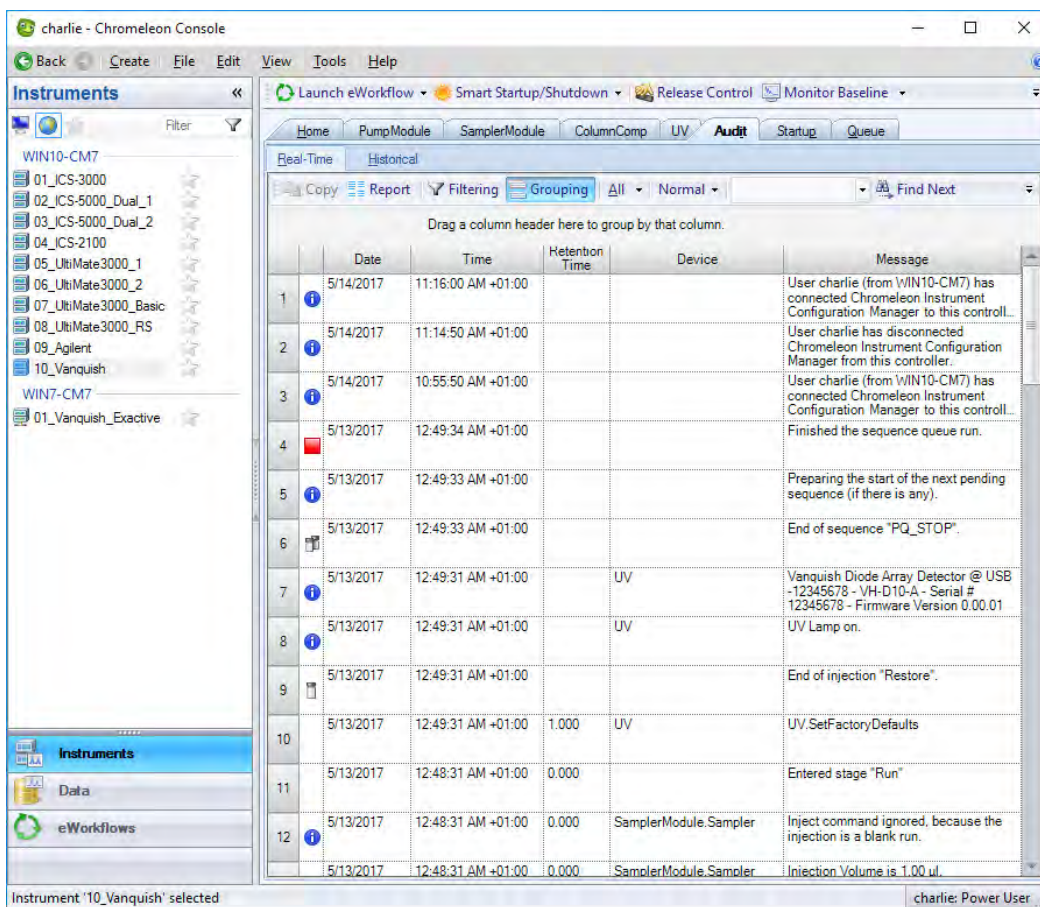 charlie - Chromeleon Console
Back Create File Edit View Tools Help
Instruments «
Launch eWorkflow Smart Startup/Shutdown Release Control Monitor Baseline
Filter
Home PumpModule SamplerModule ColumnComp UV Audit Startup Queue
Real-Time Historical
Copy Report Filtering Grouping All Normal Find Next
Drag a column header here to group by that column.
WIN10-CM7
01_ICS-3000
02_ICS-5000_Dual_1
03_ICS-5000_Dual_2
04_ICS-2100
05_UltiMate3000_1
06_UltiMate3000_2
07_UltiMate3000_Basic
08_UltiMate3000_RS
09_Agilent
10_Vanquish
WIN7-CM7
01_Vanquish_Exactive
Instruments
Data
eWorkflows
Date Time Retention Time Device Message
1 5/14/2017 11:16:00 AM +01:00 User charlie (from WIN10-CM7) has
connected Chromeleon Instrument
Configuration Manager to this controll...
2 5/14/2017 11:14:50 AM +01:00 User charlie has disconnected
Chromeleon Instrument Configuration
Manager from this controller.
3 5/14/2017 10:55:50 AM +01:00 User charlie (from WIN10-CM7) has
connected Chromeleon Instrument
Configuration Manager to this controll...
4 5/13/2017 12:49:34 AM +01:00 Finished the sequence queue run.
5 5/13/2017 12:49:33 AM +01:00 Preparing the start of the next pending
sequence (if there is any).
6 5/13/2017 12:49:33 AM +01:00 End of sequence "PQ_STOP".
7 5/13/2017 12:49:31 AM +01:00 UV Vanquish Diode Array Detector @ USB
-12345678 - VH-D10-A - Serial #
12345678 - Firmware Version 0.00.01
8 5/13/2017 12:49:31 AM +01:00 UV UV Lamp on.
9 5/13/2017 12:49:31 AM +01:00 End of injection "Restore".
10 5/13/2017 12:49:31 AM +01:00 1.000 UV UV.SetFactoryDefaults
11 5/13/2017 12:48:31 AM +01:00 0.000 Entered stage "Run"
12 5/13/2017 12:48:31 AM +01:00 0.000 SamplerModule.Sampler Inject command ignored, because the
injection is a blank run.
5/13/2017 12:48:31 AM +01:00 0.000 SamplerModule.Sampler Injection Volume is 1.00 ul.
Instrument '10_Vanquish' selected charlie: Power User